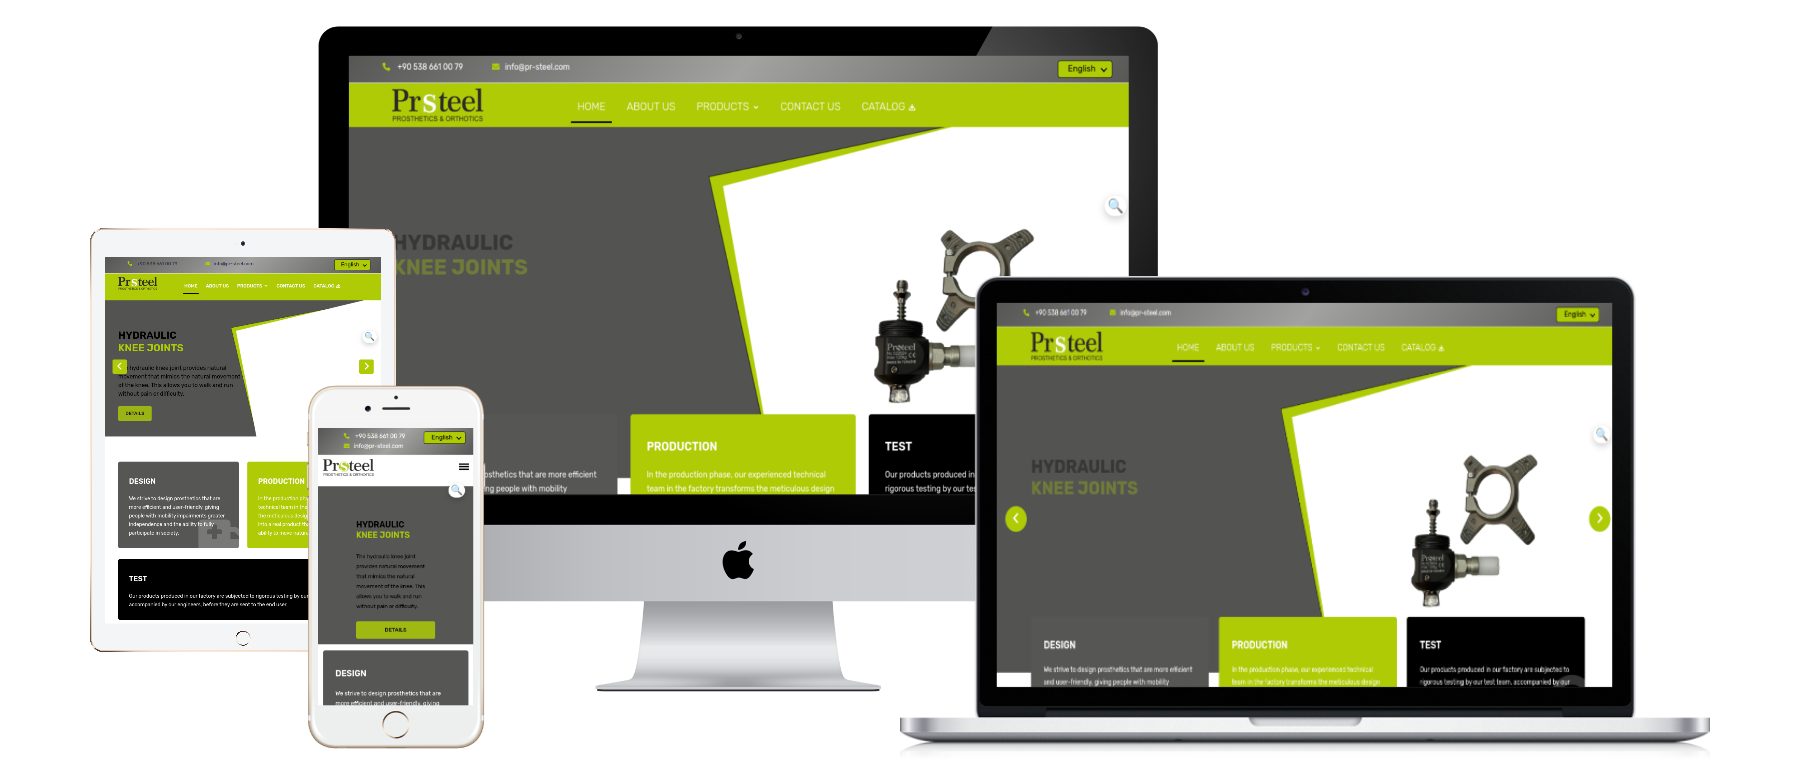 +90 538 661 00 79
info@pr-steel.com
English
Prsteel
PROSTHETICS & ORTHOTICS
HOME
ABOUT US
PRODUCTS
CONTACT US
CATALOG
HYDRAULIC
KNEE JOINTS
Prosteel
sthetics that are more efficient
ing people with mobility
PRODUCTION
In the production phase, our experienced technical
team in the factory transforms the meticulous design
TEST
Our products produced in
rigorous testing by our tes
+90 538 661 00 79
info@pr-steel.com
English
Prsteel
PROSTHETICS & ORTHOTICS
HOME
ABOUT US
PRODUCTS
CONTACT US
CATALOG
HYDRAULIC
KNEE JOINTS
hydraulic knee joint provides natural
movement that mimics the natural movement
of the knee. This allows you to walk and run
without pain or difficulty.
DETAILS
DESIGN
We strive to design prosthetics that are
more efficient and user-friendly, giving
people with mobility impairments greater
independence and the ability to fully
participate in society.
PRODUCTION
In the production ph
technical team in the
the meticulous desig
into a real product th
ability to move natura
TEST
Our products produced in our factory are subjected to rigorous testing by our
accompanied by our engineers, before they are sent to the end user.
+90 538 661 00 79
info@pr-steel.com
English
Prsteel
PROSTHETICS & ORTHOTICS
HYDRAULIC
KNEE JOINTS
The hydraulic knee joint
provides natural movement
that mimics the natural
movement of the knee. This
allows you to walk and run
without pain or difficulty.
DETAILS
DESIGN
We strive to design prosthetics that are
more efficient and user-friendly, giving
+90 538 661 00 79
info@pr-steel.com
English
Prsteel
PROSTHETICS & ORTHOTICS
HOME
ABOUT US
PRODUCTS
CONTACT US
CATALOG
HYDRAULIC
KNEE JOINTS
Prosteel
DESIGN
We strive to design prosthetics that are more efficient
and user-friendly, giving people with mobility
PRODUCTION
In the production phase, our experienced technical
team in the factory transforms the meticulous design
TEST
Our products produced in our factory are subjected to
rigorous testing by our test team, accompanied by our